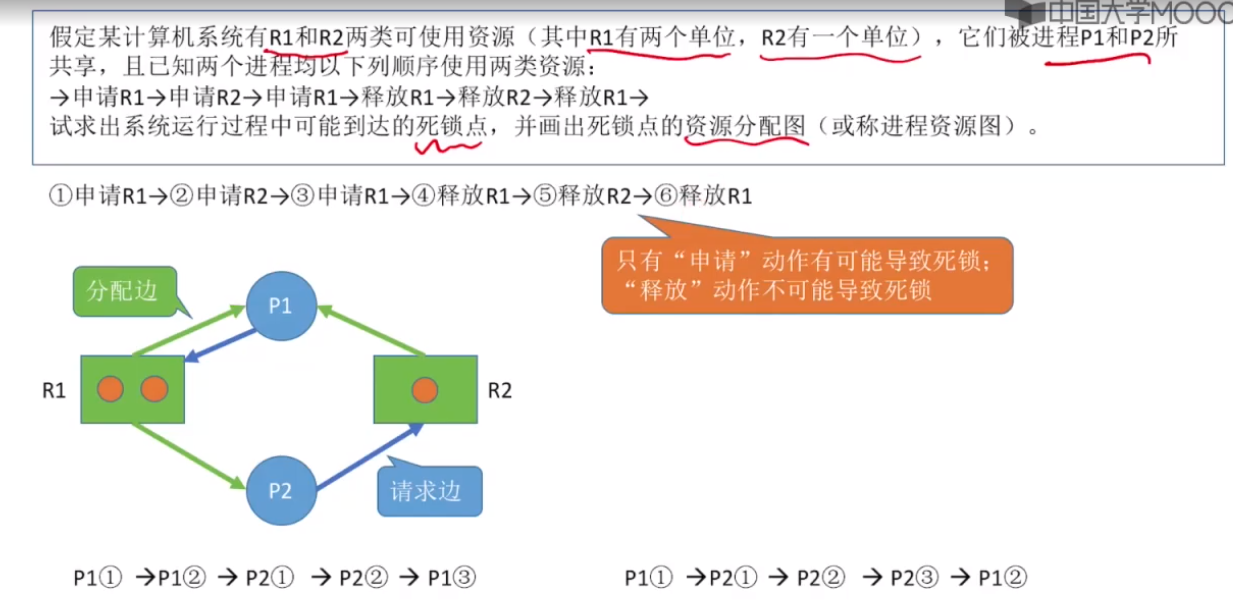 中国大学MOOC
假定某计算机系统有R1和R2两类可使用资源（其中R1有两个单位，R2有一个单位），它们被进程P1和P2所
共享，且已知两个进程均以下列顺序使用两类资源：
→申请R1→申请R2→申请R1→释放R1→释放R2→释放R1→
试求出系统运行过程中可能到达的死锁点，并画出死锁点的资源分配图（或称进程资源图）。
①申请R1→②申请R2→③申请R1→④释放R1→⑤释放R2→⑥释放R1
只有“申请”动作有可能导致死锁；
“释放”动作不可能导致死锁
分配边
P1
R1
R2
P2
请求边
P1① →P1② → P2① → P2② → P1③
P1① →P2① → P2② → P2③ → P1②